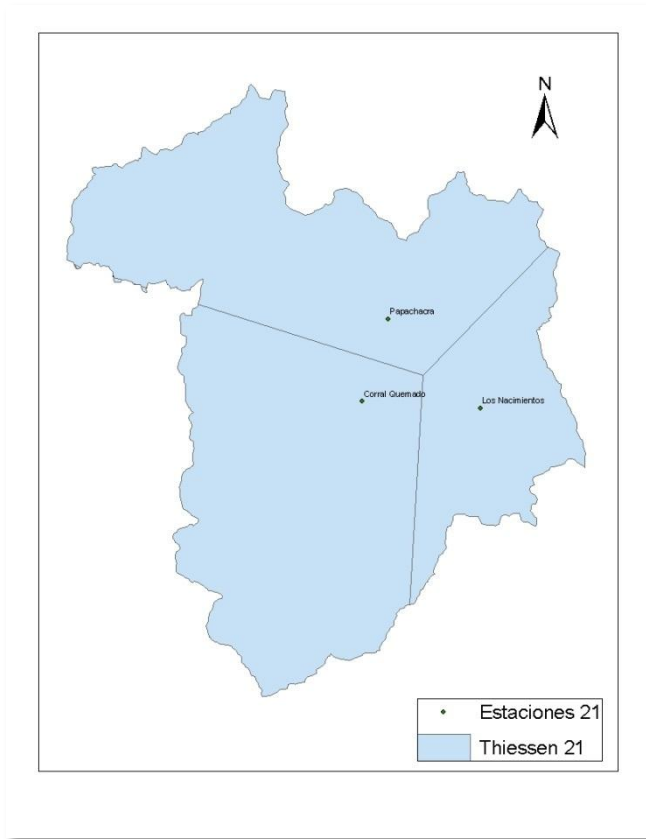 N
Papachacra
Corral Quemado
Los Nacimientos
Estaciones 21
Thiessen 21